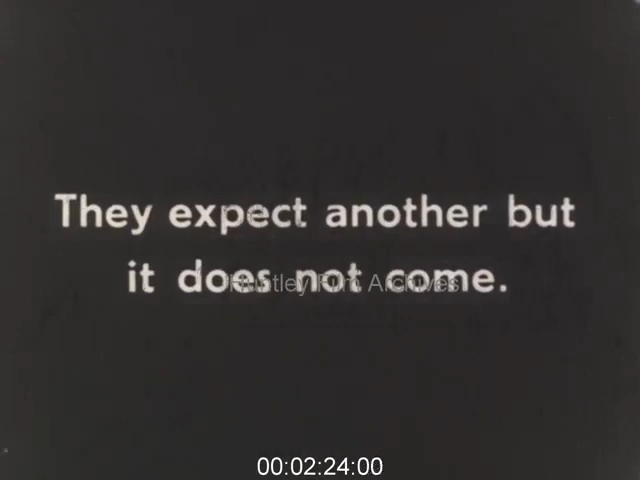 They expect another but
it does not come.
Huntley Film Archives
00:02:24:00